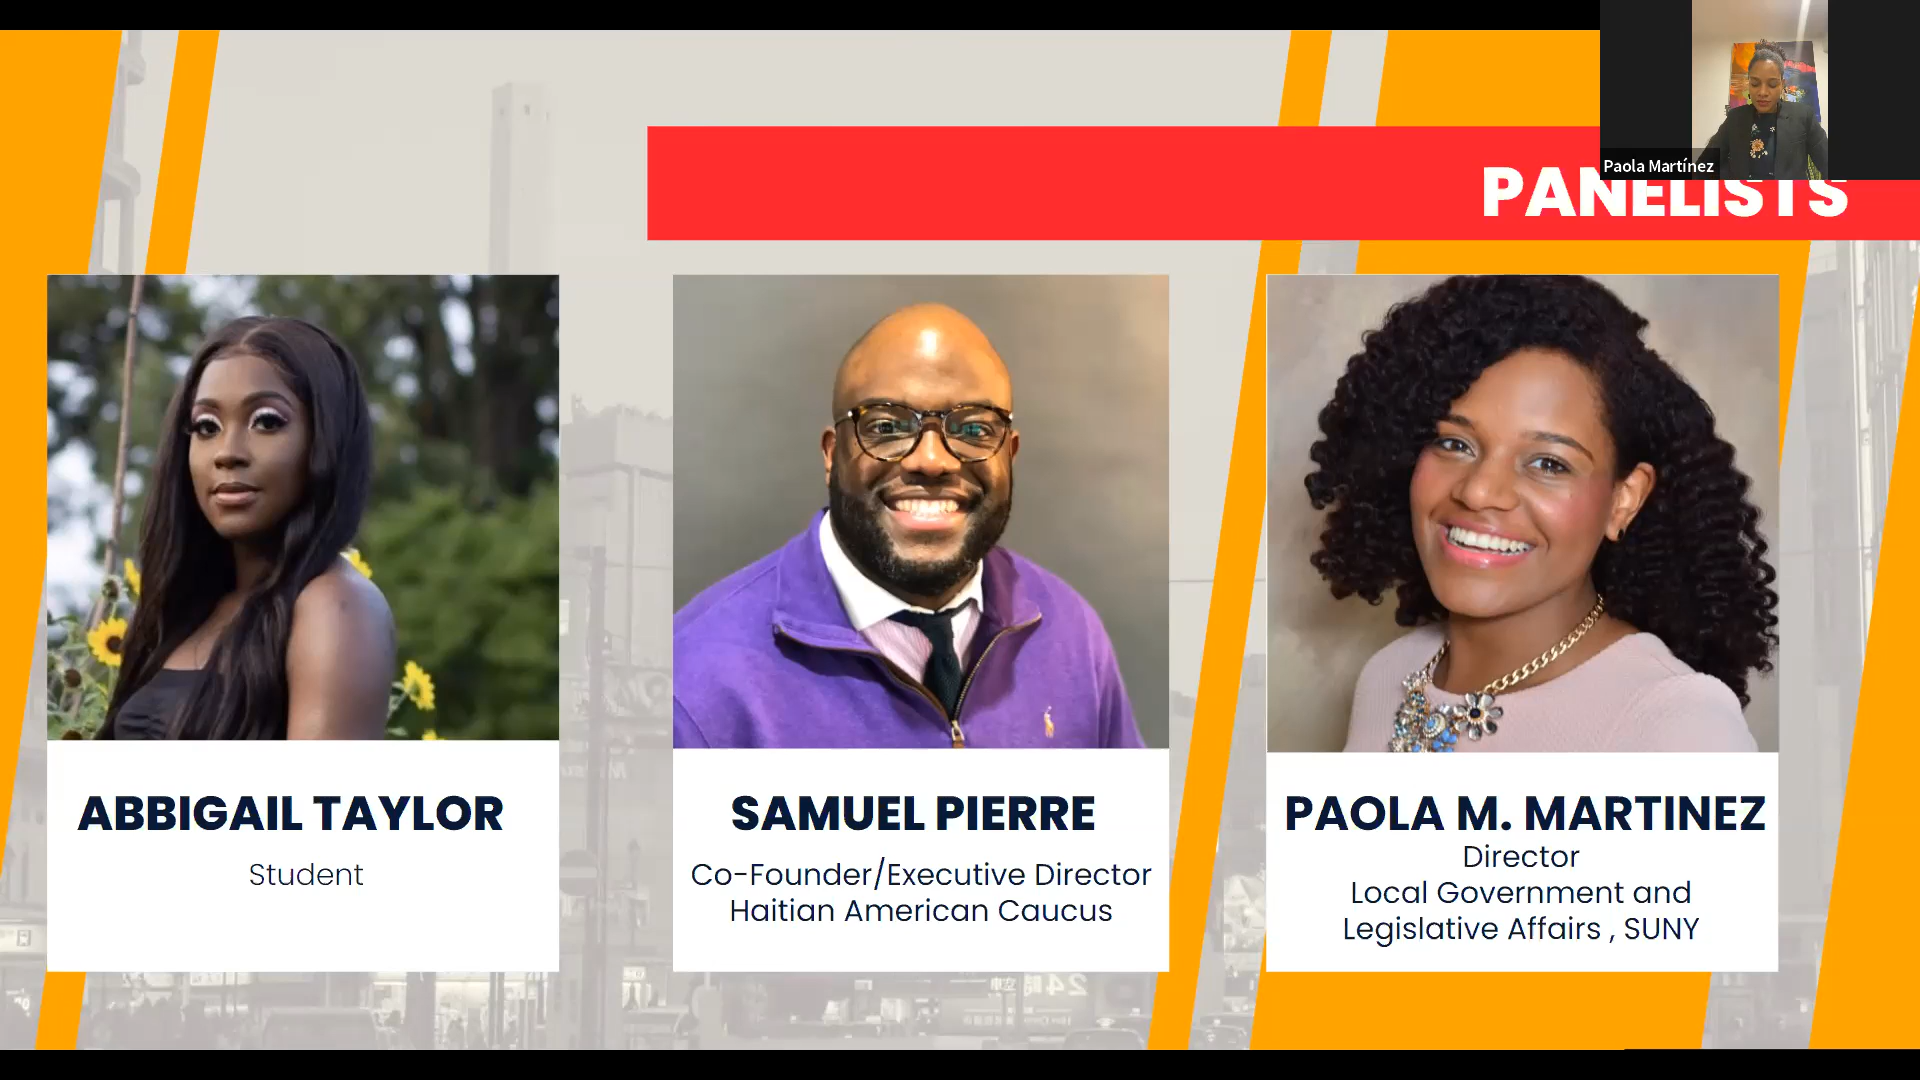 Paola Martínez
PANELISTS
ABBIGAIL TAYLOR
Student
SAMUEL PIERRE
Co-Founder/Executive Director
Haitian American Caucus
PAOLA M. MARTINEZ
Director
Local Government and
Legislative Affairs , SUNY